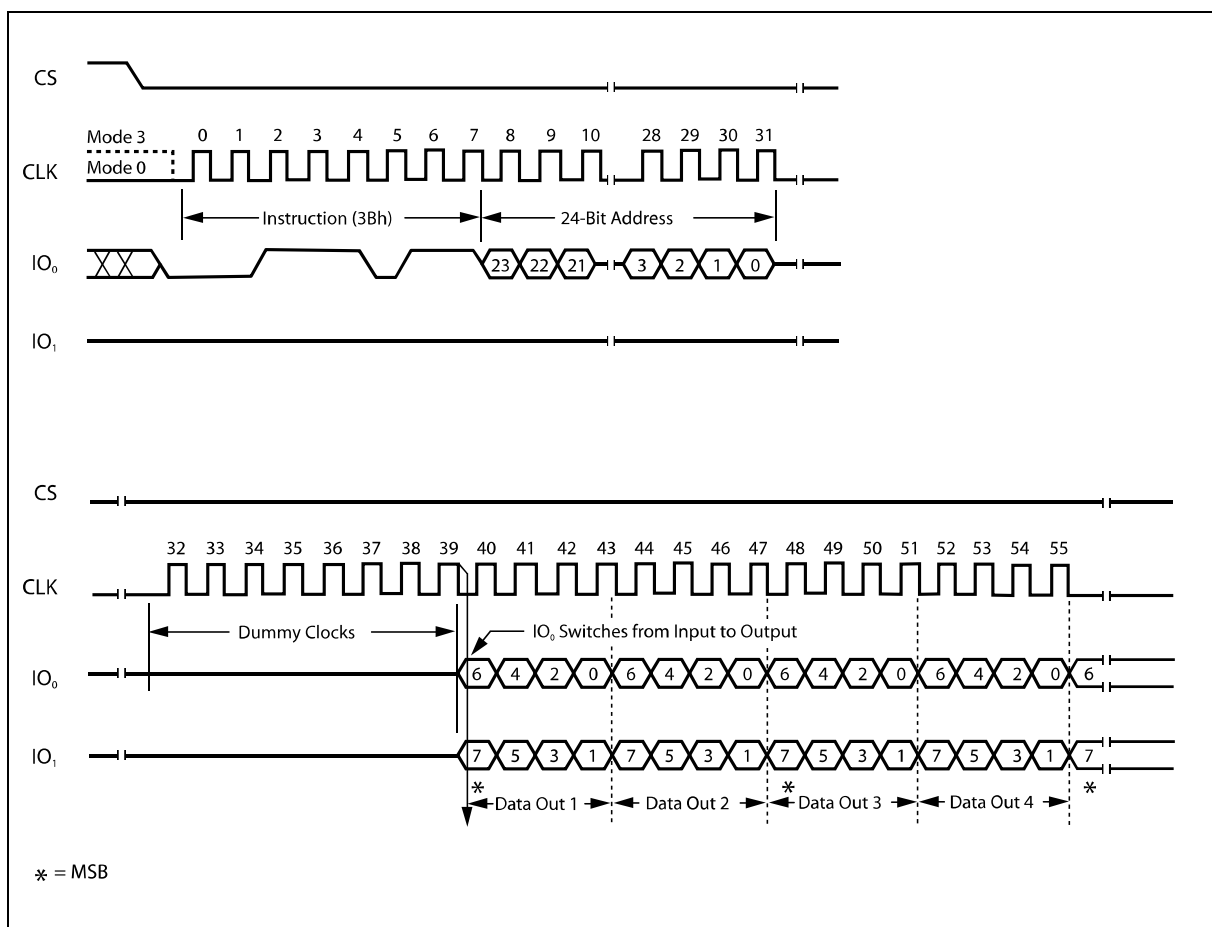 CS
Mode 3
0 1 2 3 4 5 6 7 8 9 10 28 29 30 31
Mode 0
CLK
Instruction (3Bh) 24-Bit Address
IO₀ 23 22 21 3 2 1 0
IO₁
CS
32 33 34 35 36 37 38 39 40 41 42 43 44 45 46 47 48 49 50 51 52 53 54 55
CLK
Dummy Clocks IO₀ Switches from Input to Output
IO₀ 6 4 2 0 6 4 2 0 6 4 2 0 6 4 2 0 6
IO₁ 7 5 3 1 7 5 3 1 7 5 3 1 7 5 3 1 7
* * *
Data Out 1 Data Out 2 Data Out 3 Data Out 4
* = MSB